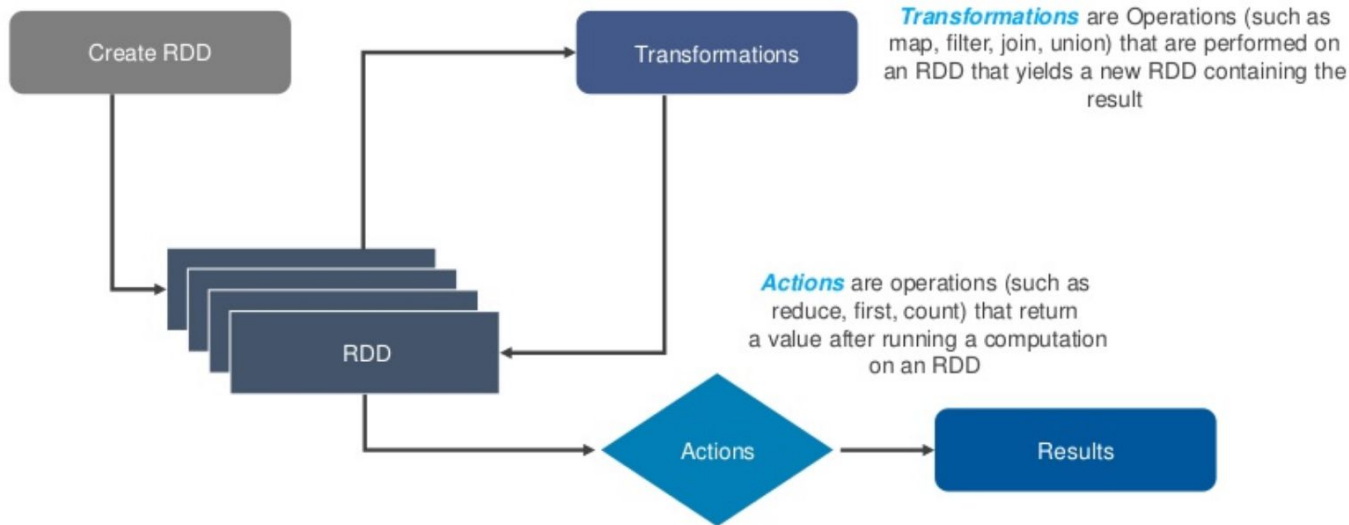 Create RDD
Transformations
Transformations are Operations (such as
map, filter, join, union) that are performed on
an RDD that yields a new RDD containing the
result
RDD
Actions are operations (such as
reduce, first, count) that return
a value after running a computation
on an RDD
Actions
Results